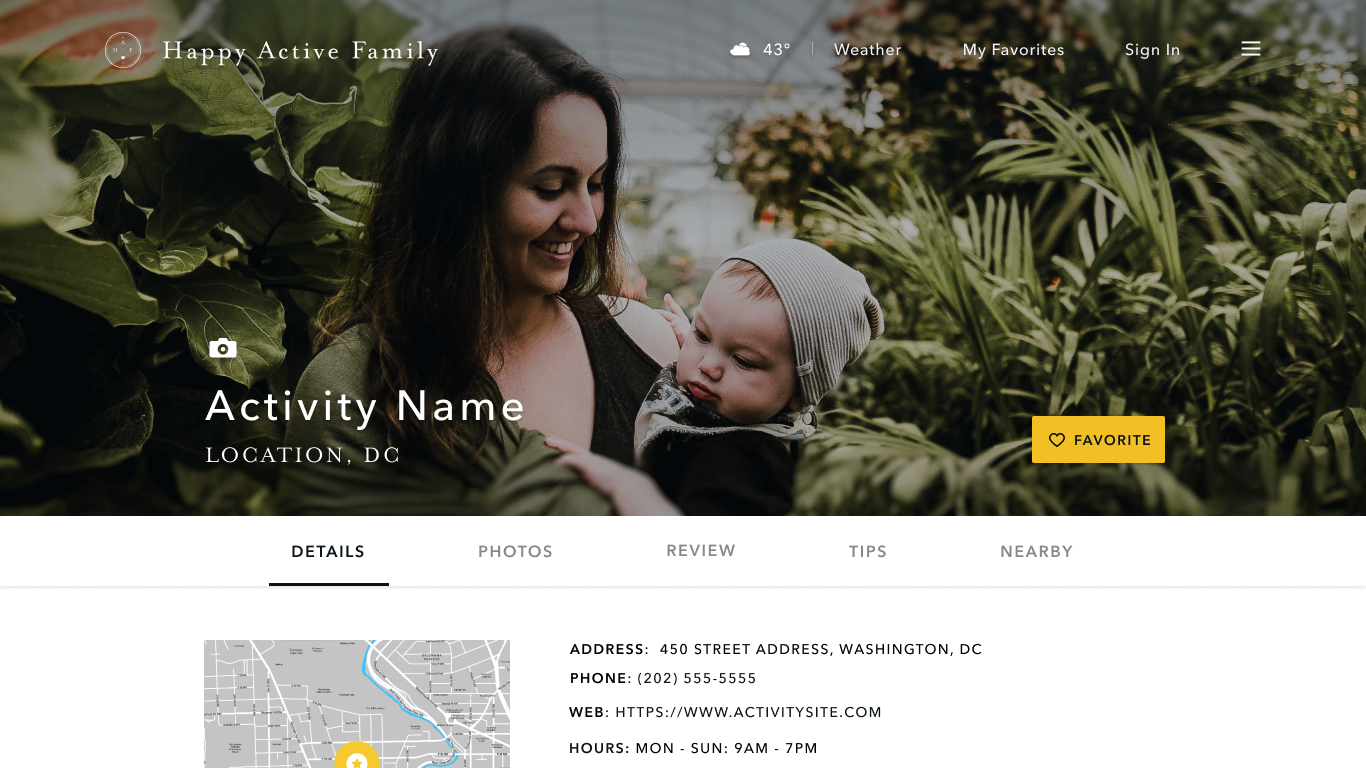 Happy Active Family
43° Weather My Favorites Sign In
Activity Name
LOCATION, DC
FAVORITE
DETAILS PHOTOS REVIEW TIPS NEARBY
ADDRESS: 450 STREET ADDRESS, WASHINGTON, DC
PHONE: (202) 555-5555
WEB: HTTPS://WWW.ACTIVITYSITE.COM
HOURS: MON - SUN: 9AM - 7PM